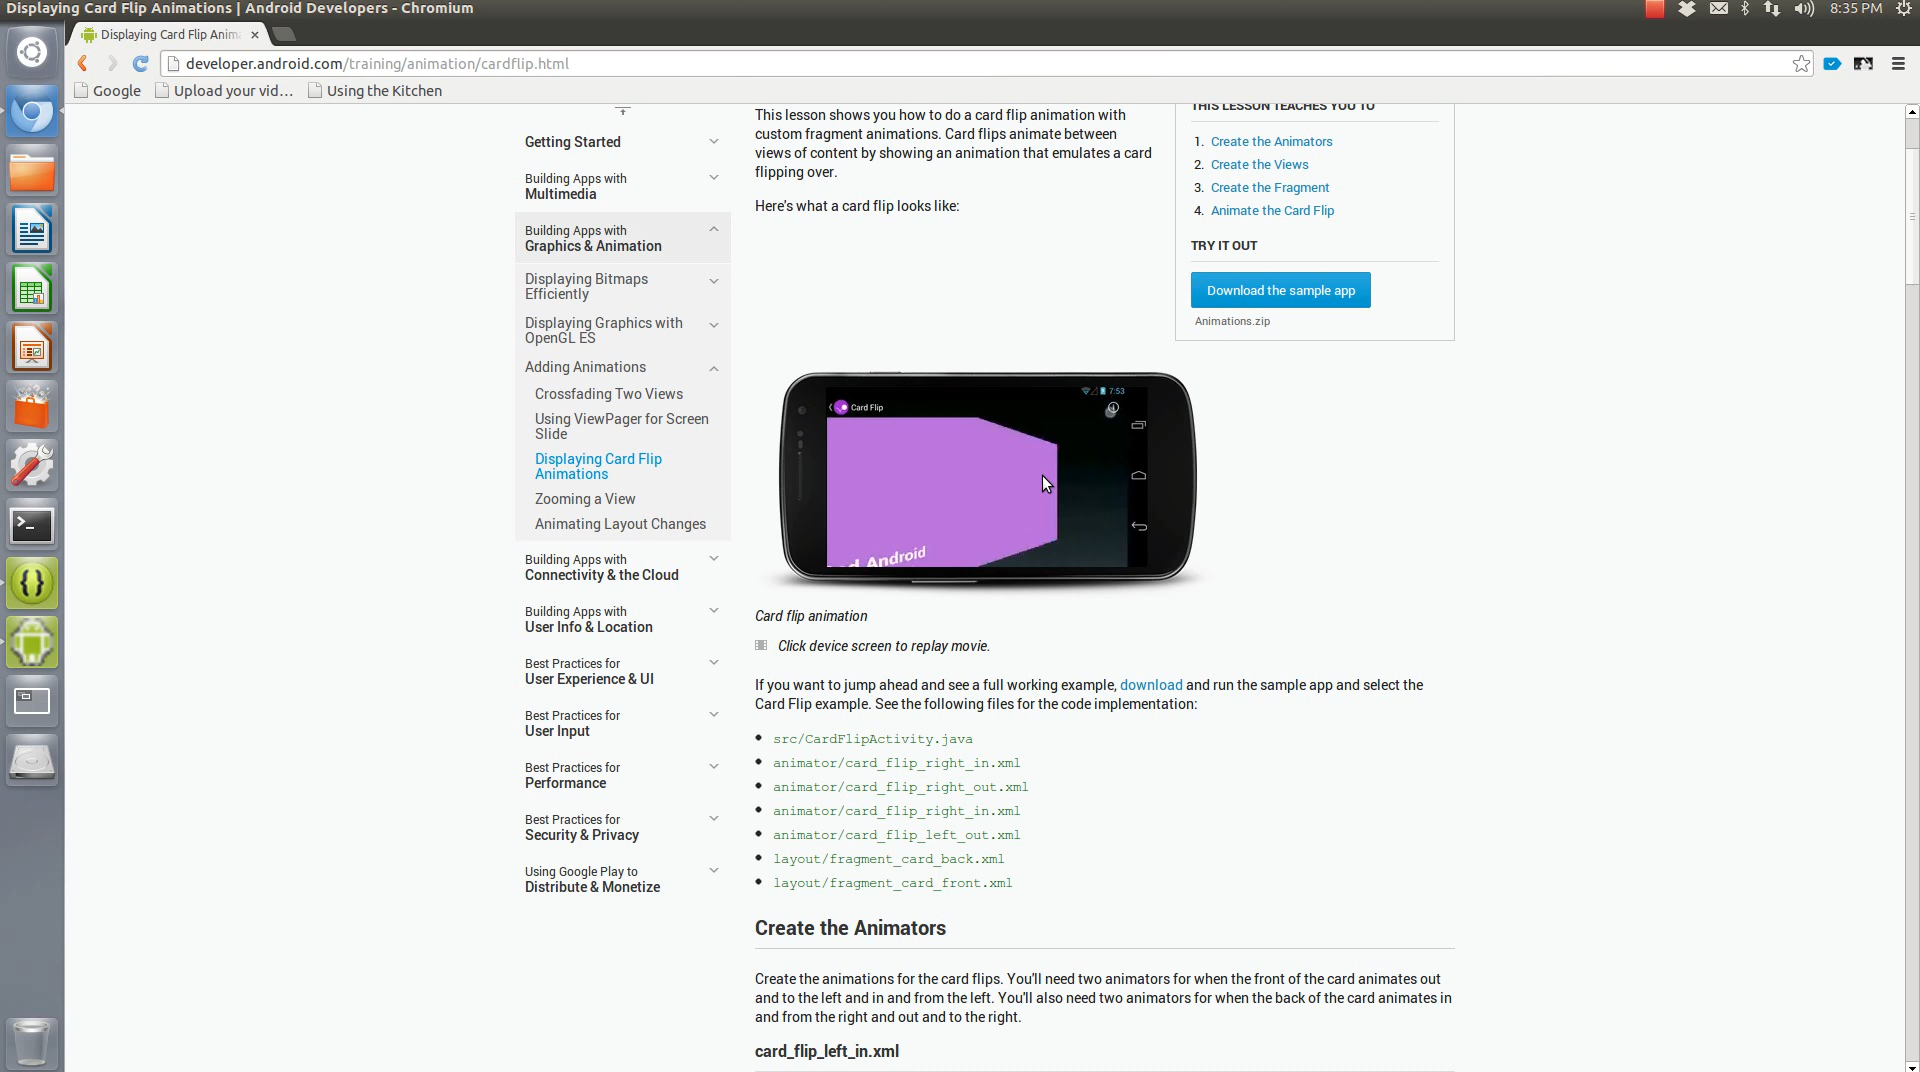 Displaying Card Flip Animations | Android Developers - Chromium
8:35 PM
Displaying Card Flip Anim
developer.android.com/training/animation/cardflip.html
Google
Upload your vid...
Using the Kitchen
Getting Started
Building Apps with
Multimedia
Building Apps with
Graphics & Animation
Displaying Bitmaps
Efficiently
Displaying Graphics with
OpenGL ES
Adding Animations
Crossfading Two Views
Using ViewPager for Screen
Slide
Displaying Card Flip
Animations
Zooming a View
Animating Layout Changes
Building Apps with
Connectivity & the Cloud
Building Apps with
User Info & Location
Best Practices for
User Experience & UI
Best Practices for
User Input
Best Practices for
Performance
Best Practices for
Security & Privacy
Using Google Play to
Distribute & Monetize
This lesson shows you how to do a card flip animation with
custom fragment animations. Card flips animate between
views of content by showing an animation that emulates a card
flipping over.
Here's what a card flip looks like:
THIS LESSON TEACHES YOU TO
1. Create the Animators
2. Create the Views
3. Create the Fragment
4. Animate the Card Flip
TRY IT OUT
Download the sample app
Animations.zip
7:53
Card Flip
d Android
Card flip animation
Click device screen to replay movie.
If you want to jump ahead and see a full working example, download and run the sample app and select the
Card Flip example. See the following files for the code implementation:
• src/CardFlipActivity.java
• animator/card_flip_right_in.xml
• animator/card_flip_right_out.xml
• animator/card_flip_right_in.xml
• animator/card_flip_left_out.xml
• layout/fragment_card_back.xml
• layout/fragment_card_front.xml
Create the Animators
Create the animations for the card flips. You'll need two animators for when the front of the card animates out
and to the left and in and from the left. You'll also need two animators for when the back of the card animates in
and from the right and out and to the right.
card_flip_left_in.xml